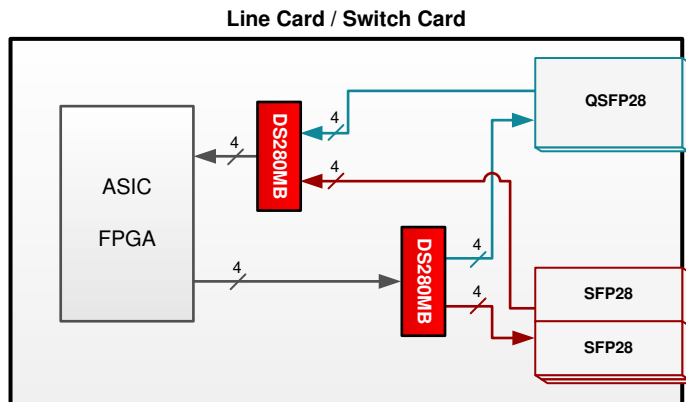 Line Card / Switch Card
QSFP28
DS280MB
4
4
4
ASIC
FPGA
DS280MB
4
4
4
SFP28
SFP28